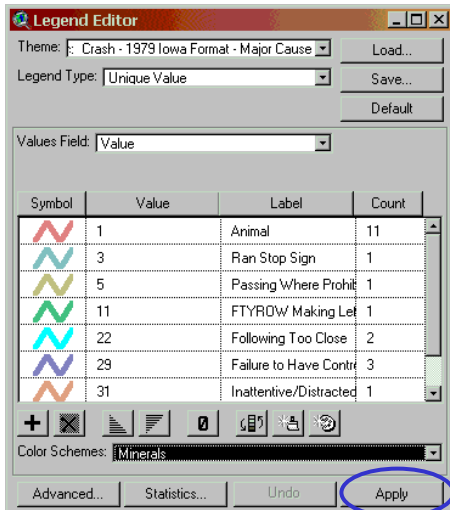 Legend Editor
Theme: : Crash - 1979 Iowa Format - Major Cause
Load...
Legend Type: Unique Value
Save...
Default
Values Field: Value
Symbol Value Label Count
1 Animal 11
3 Ran Stop Sign 1
5 Passing Where Prohib 1
11 FTYROW Making Lef 1
22 Following Too Close 2
29 Failure to Have Contro 3
31 Inattentive/Distracted 1
0
Color Schemes: Minerals
Advanced... Statistics... Undo Apply